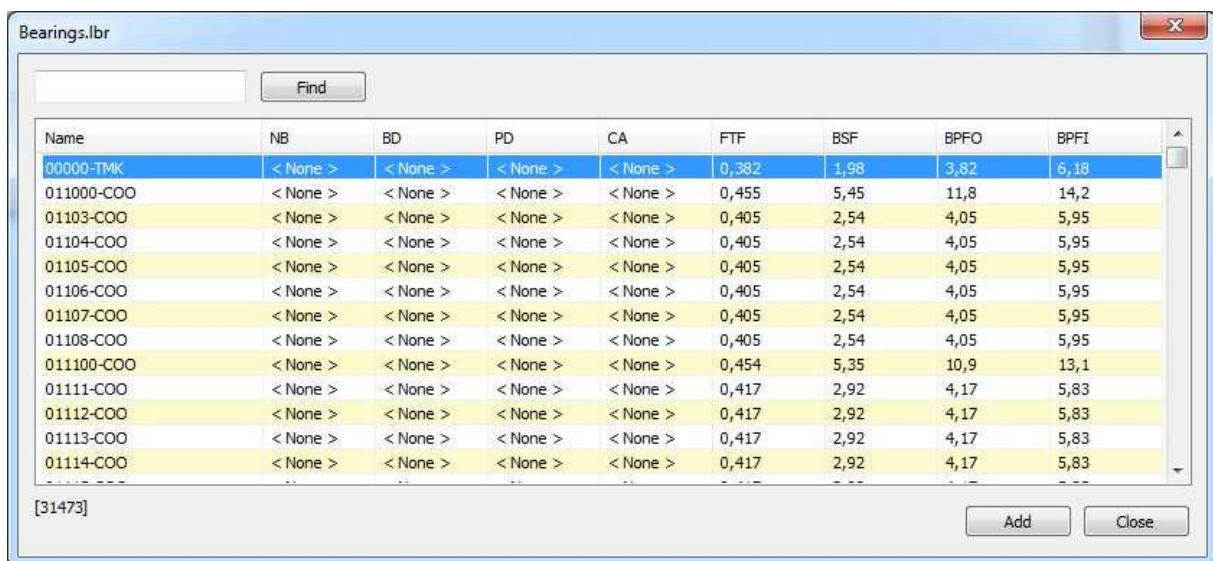 Bearings.lbr
Find
Name NB BD PD CA FTF BSF BPFO BPFI
00000-TMK < None > < None > < None > < None > 0,382 1,98 3,82 6,18
011000-COO < None > < None > < None > < None > 0,455 5,45 11,8 14,2
01103-COO < None > < None > < None > < None > 0,405 2,54 4,05 5,95
01104-COO < None > < None > < None > < None > 0,405 2,54 4,05 5,95
01105-COO < None > < None > < None > < None > 0,405 2,54 4,05 5,95
01106-COO < None > < None > < None > < None > 0,405 2,54 4,05 5,95
01107-COO < None > < None > < None > < None > 0,405 2,54 4,05 5,95
01108-COO < None > < None > < None > < None > 0,405 2,54 4,05 5,95
011100-COO < None > < None > < None > < None > 0,454 5,35 10,9 13,1
01111-COO < None > < None > < None > < None > 0,417 2,92 4,17 5,83
01112-COO < None > < None > < None > < None > 0,417 2,92 4,17 5,83
01113-COO < None > < None > < None > < None > 0,417 2,92 4,17 5,83
01114-COO < None > < None > < None > < None > 0,417 2,92 4,17 5,83
[31473]
Add Close